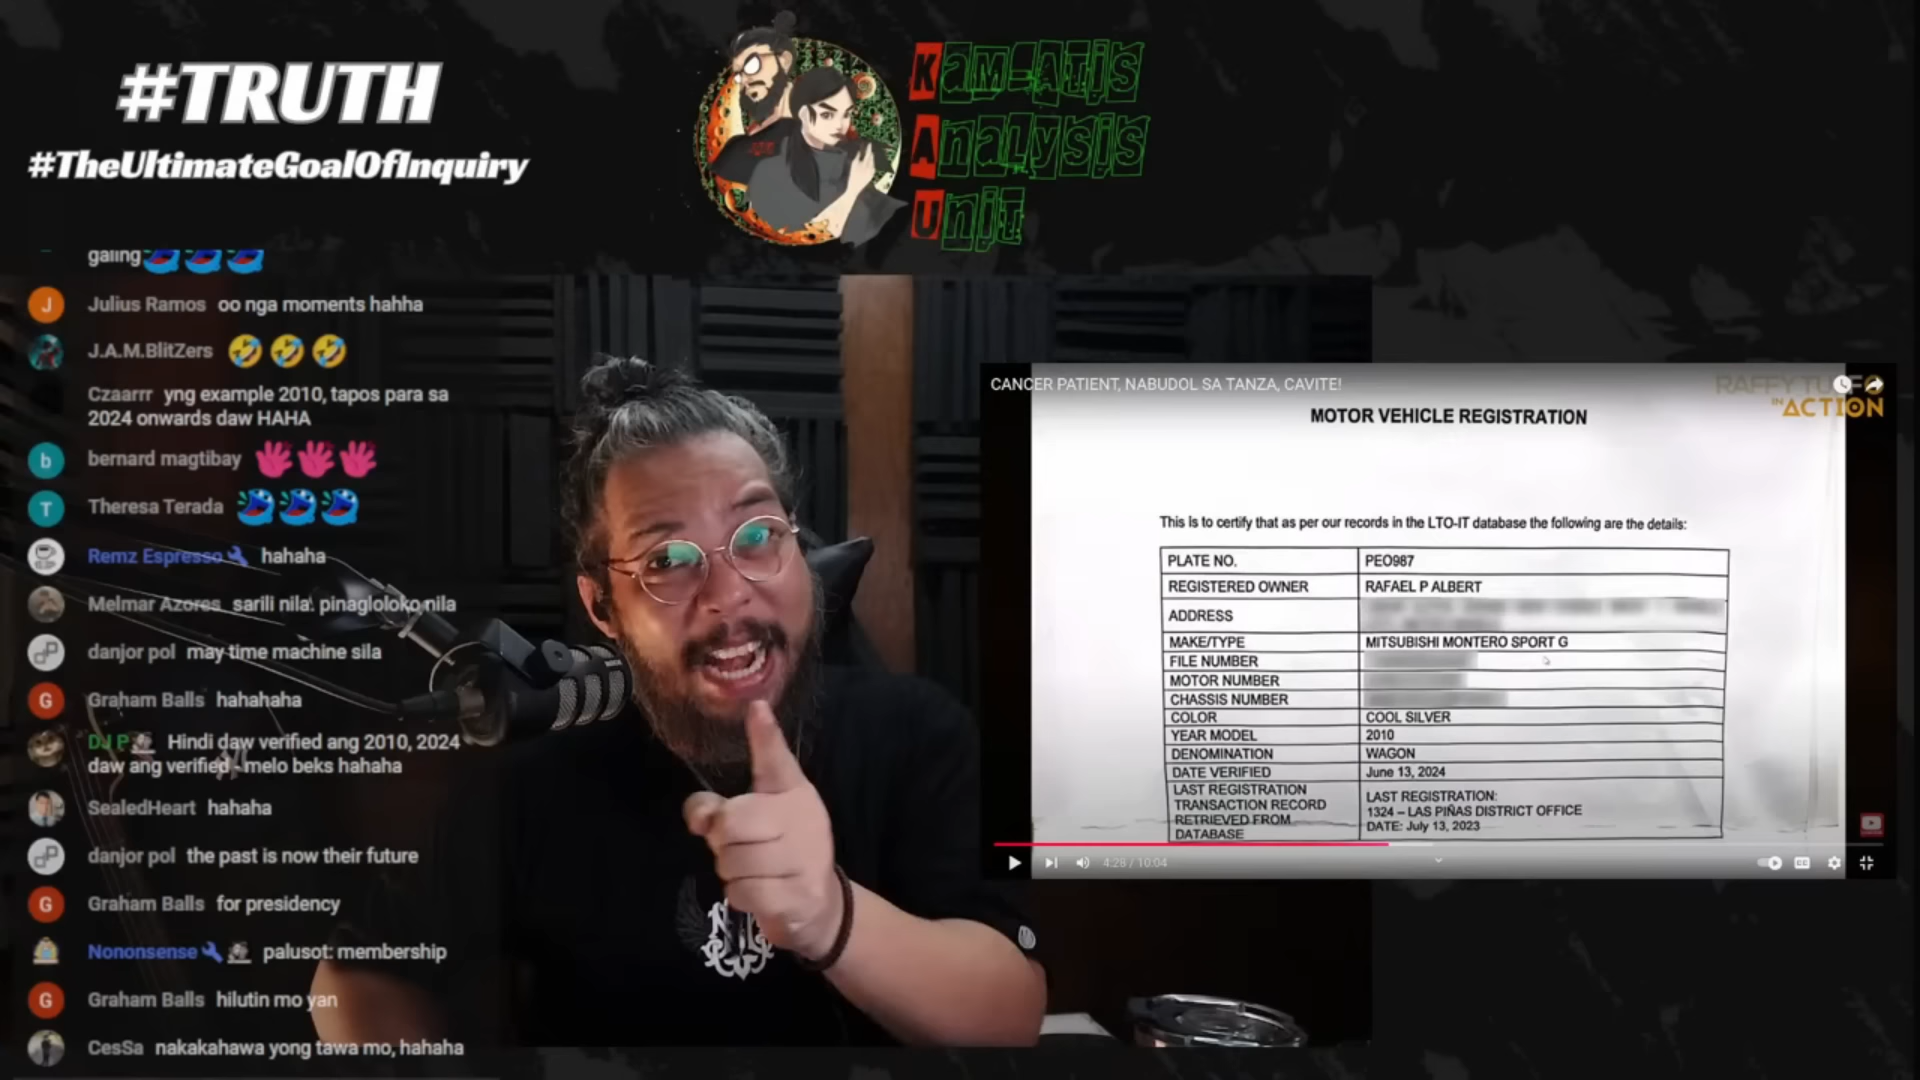 #TRUTH
#TheUltimateGoalOfInquiry
KAM-ATIS
ANALYSIS
UNIT
galing
J
Julius Ramos oo nga moments hahha
J.A.M.BlitZers
Czaarrr yng example 2010, tapos para sa
2024 onwards daw HAHA
b
bernard magtibay
T
Theresa Terada
Remz Espresso hahaha
Melmar Azores sarili nila. pinagloloko nila
danjor pol may time machine sila
G
Graham Balls hahahaha
DJ P Hindi daw verified ang 2010, 2024
daw ang verified - melo beks hahaha
SealedHeart hahaha
danjor pol the past is now their future
G
Graham Balls for presidency
Nononsense palusot: membership
G
Graham Balls hilutin mo yan
CesSa nakakahawa yong tawa mo, hahaha
CANCER PATIENT, NABUDOL SA TANZA, CAVITE!
RAFFY TULFO
IN ACTION
MOTOR VEHICLE REGISTRATION
This is to certify that as per our records in the LTO-IT database the following are the details:
PLATE NO. PEO987
REGISTERED OWNER RAFAEL P ALBERT
ADDRESS
MAKE/TYPE MITSUBISHI MONTERO SPORT G
FILE NUMBER
MOTOR NUMBER
CHASSIS NUMBER
COLOR COOL SILVER
YEAR MODEL 2010
DENOMINATION WAGON
DATE VERIFIED June 13, 2024
LAST REGISTRATION
TRANSACTION RECORD
RETRIEVED FROM
DATABASE
LAST REGISTRATION:
1324 – LAS PIÑAS DISTRICT OFFICE
DATE: July 13, 2023
4:28 / 10:04